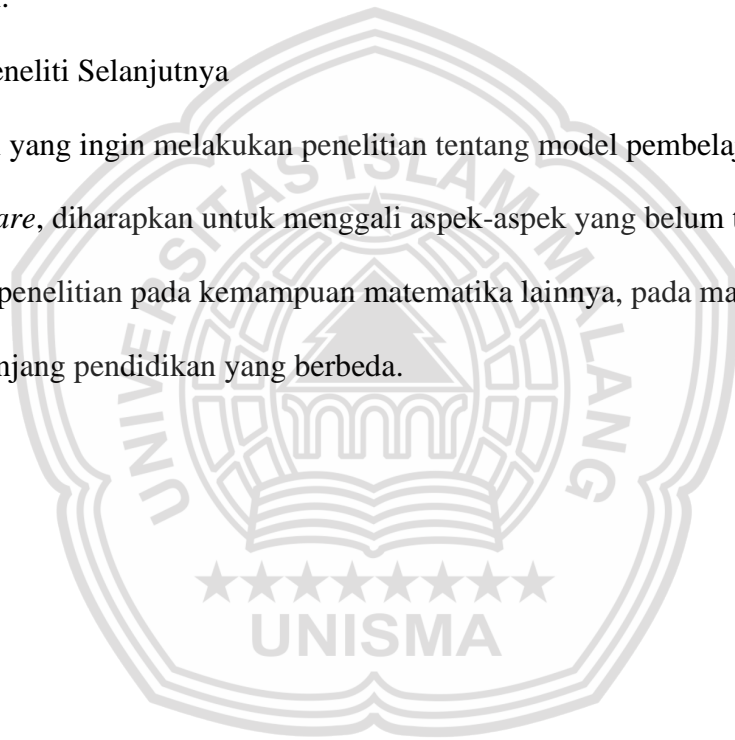 eneliti Selanjutnya
yang ingin melakukan penelitian tentang model pembelaj
are, diharapkan untuk menggali aspek-aspek yang belum t
penelitian pada kemampuan matematika lainnya, pada ma
njang pendidikan yang berbeda.
UNIVERSITAS ISLAM MALANG
UNISMA